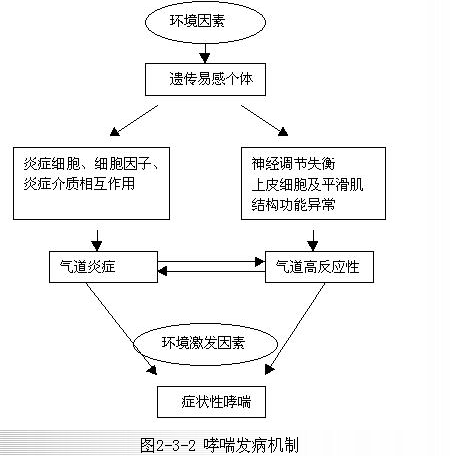 环境因素
遗传易感个体
炎症细胞、细胞因子、
炎症介质相互作用
神经调节失衡
上皮细胞及平滑肌
结构功能异常
气道炎症
气道高反应性
环境激发因素
症状性哮喘
图2-3-2 哮喘发病机制